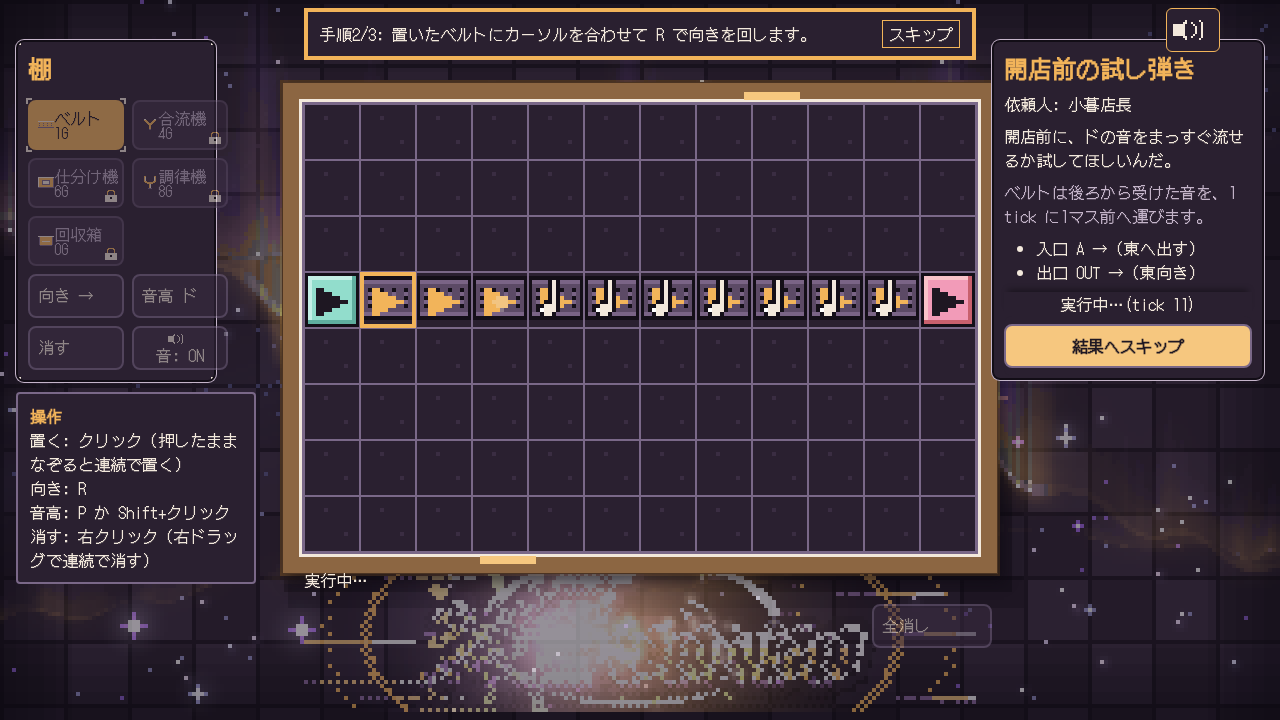 手順2/3: 置いたベルトにカーソルを合わせて R で向きを回します。
スキップ
棚
ベルト
1G
合流機
4G
仕分け機
6G
調律機
8G
回収箱
0G
向き →
音高 ド
消す
音: ON
操作
置く: クリック（押したまま
なぞると連続で置く）
向き: R
音高: P か Shift+クリック
消す: 右クリック（右ドラッ
グで連続で消す）
実行中…
全消し
開店前の試し弾き
依頼人: 小暮店長
開店前に、ドの音をまっすぐ流せ
るか試してほしいんだ。
ベルトは後ろから受けた音を、1
tick に1マス前へ運びます。
• 入口 A →（東へ出す）
• 出口 OUT →（東向き）
実行中…(tick 11)
結果へスキップ